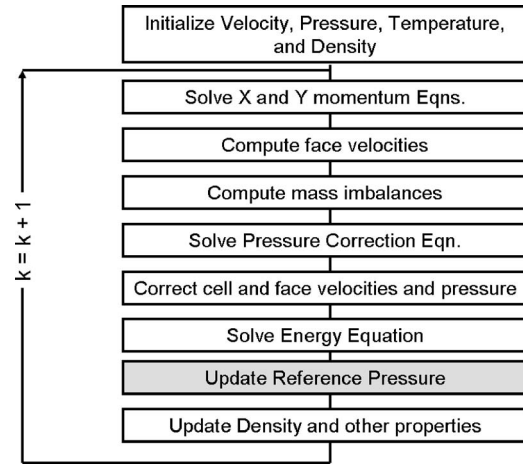 Initialize Velocity, Pressure, Temperature,
and Density
Solve X and Y momentum Eqns.
Compute face velocities
Compute mass imbalances
Solve Pressure Correction Eqn.
Correct cell and face velocities and pressure
Solve Energy Equation
Update Reference Pressure
Update Density and other properties
k = k + 1